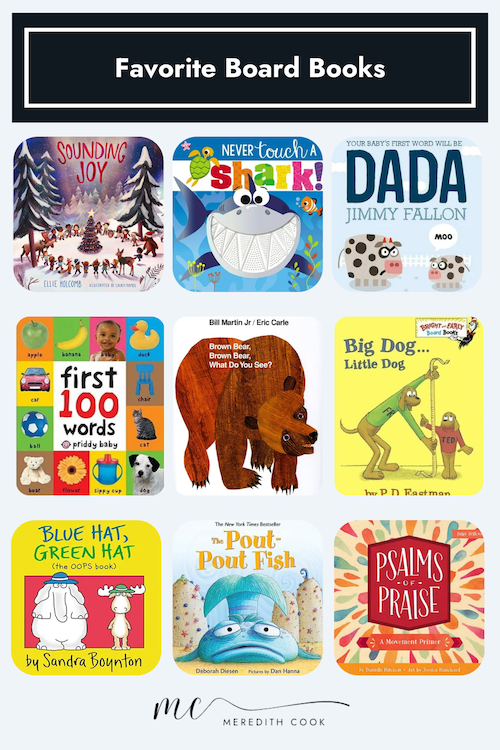 Favorite Board Books
SOUNDING
JOY
ELLIE HOLCOMB
NEVER touch A
shark!
YOUR BABY'S FIRST WORD WILL BE
DADA
JIMMY FALLON
MOO
apple
banana
baby
duck
car
first
100
words
priddy baby
chair
ball
cat
bear
flower
sippy cup
dog
Bill Martin Jr / Eric Carle
Brown Bear,
Brown Bear,
What Do You See?
BRIGHT and EARLY
Board Books
Big Dog...
Little Dog
TED
by P.D. Eastman
BLUE HAT,
GREEN HAT
(the OOPS book)
by Sandra Boynton
The New York Times Bestseller
The Pout-
Pout Fish
Deborah Diesen
Pictures by Dan Hanna
PSALMS
OF
PRAISE
A Movement Primer
mc
MEREDITH COOK